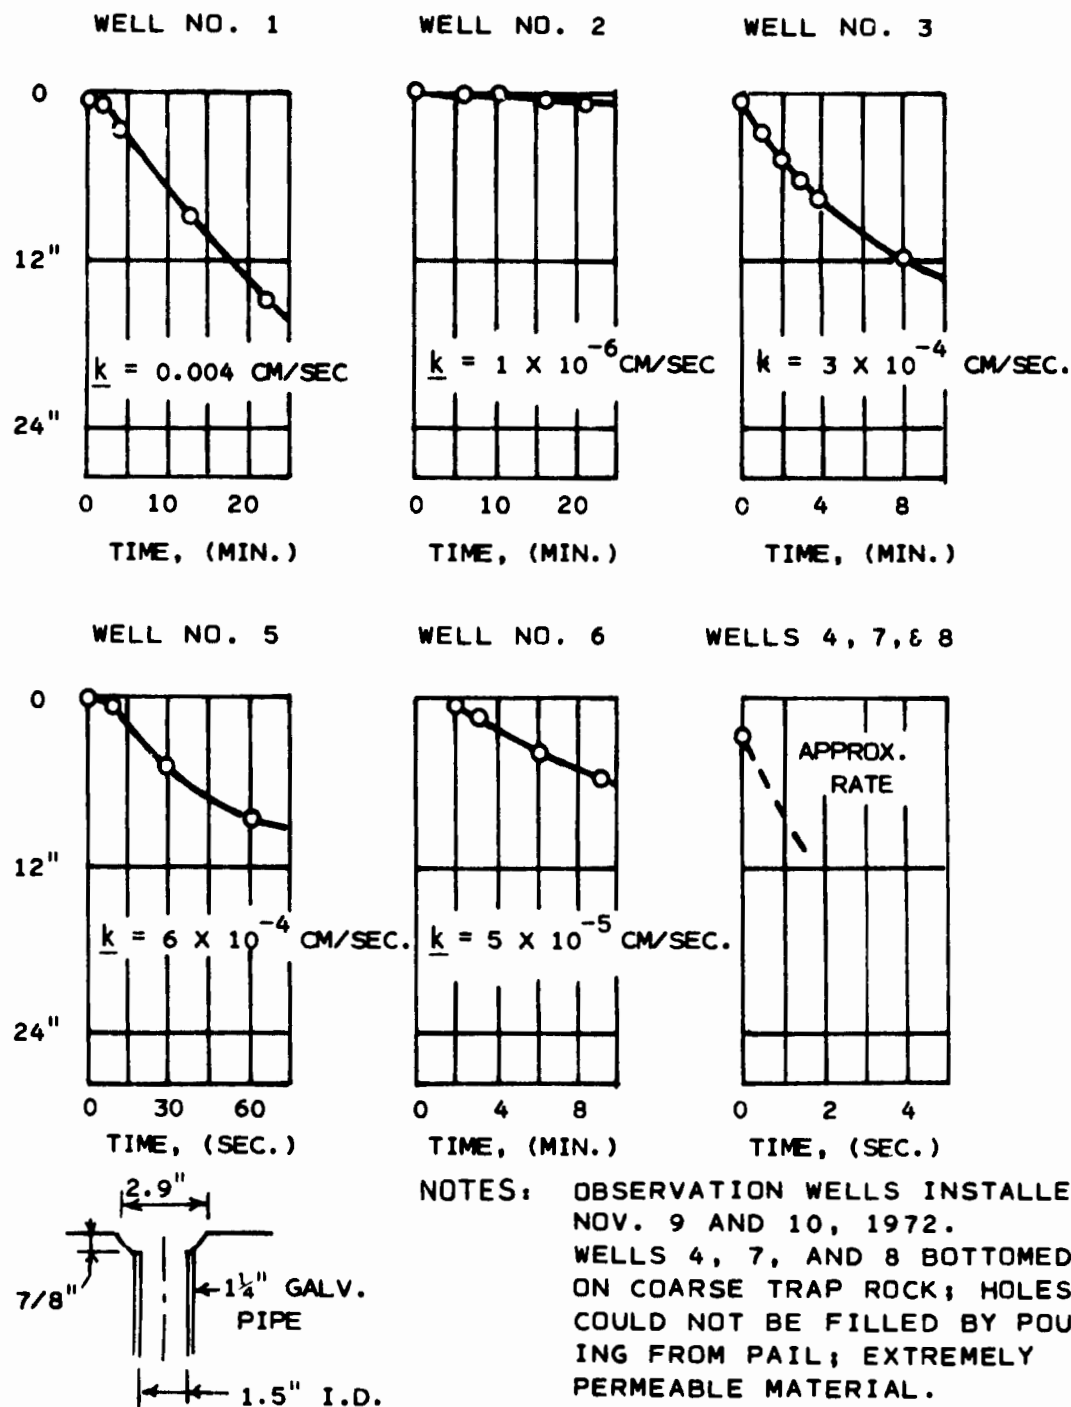 WELL NO. 1
WELL NO. 2
WELL NO. 3
0
12"
24"
k = 0.004 CM/SEC
k = 1 X 10⁻⁶ CM/SEC
k = 3 X 10⁻⁴ CM/SEC.
0 10 20
0 10 20
0 4 8
TIME, (MIN.)
TIME, (MIN.)
TIME, (MIN.)
WELL NO. 5
WELL NO. 6
WELLS 4, 7, & 8
0
12"
24"
APPROX.
RATE
k = 6 X 10⁻⁴ CM/SEC.
k = 5 X 10⁻⁵ CM/SEC.
0 30 60
0 4 8
0 2 4
TIME, (SEC.)
TIME, (MIN.)
TIME, (SEC.)
2.9"
7/8"
1¼" GALV.
PIPE
1.5" I.D.
NOTES: OBSERVATION WELLS INSTALLE
NOV. 9 AND 10, 1972.
WELLS 4, 7, AND 8 BOTTOMED
ON COARSE TRAP ROCK; HOLES
COULD NOT BE FILLED BY POU
ING FROM PAIL; EXTREMELY
PERMEABLE MATERIAL.